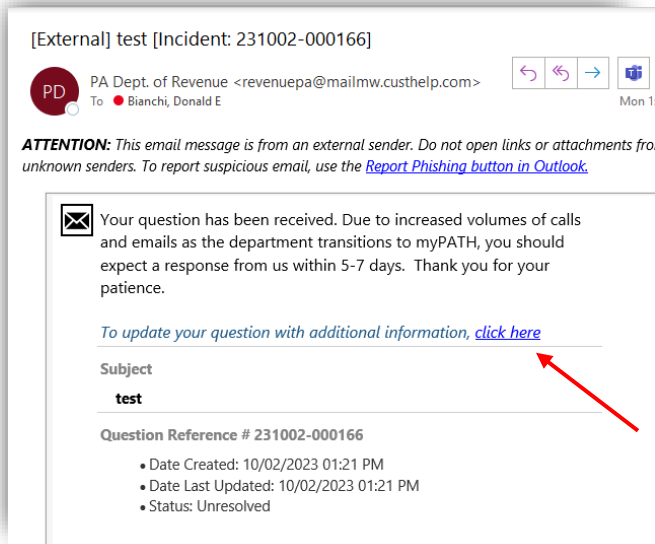 [External] test [Incident: 231002-000166]
PD
PA Dept. of Revenue <revenuepa@mailmw.custhelp.com>
To Bianchi, Donald E
Mon
ATTENTION: This email message is from an external sender. Do not open links or attachments
unknown senders. To report suspicious email, use the Report Phishing button in Outlook.
Your question has been received. Due to increased volumes of calls
and emails as the department transitions to myPATH, you should
expect a response from us within 5-7 days. Thank you for your
patience.
To update your question with additional information, click here
Subject
test
Question Reference # 231002-000166
• Date Created: 10/02/2023 01:21 PM
• Date Last Updated: 10/02/2023 01:21 PM
• Status: Unresolved